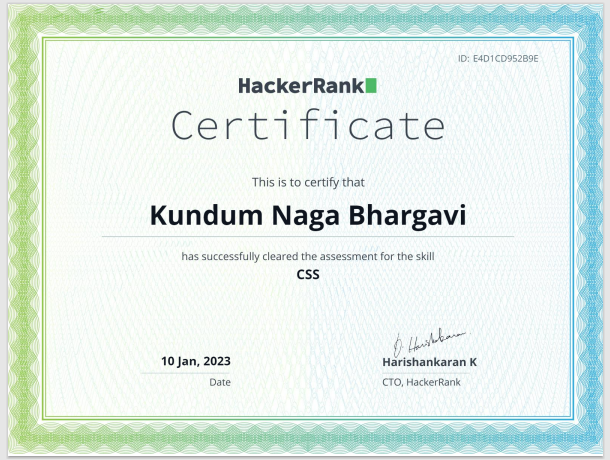 ID: E4D1CD952B9E
HackerRank
Certificate
This is to certify that
Kundum Naga Bhargavi
has successfully cleared the assessment for the skill
CSS
10 Jan, 2023
Date
Harishankaran K
CTO, HackerRank